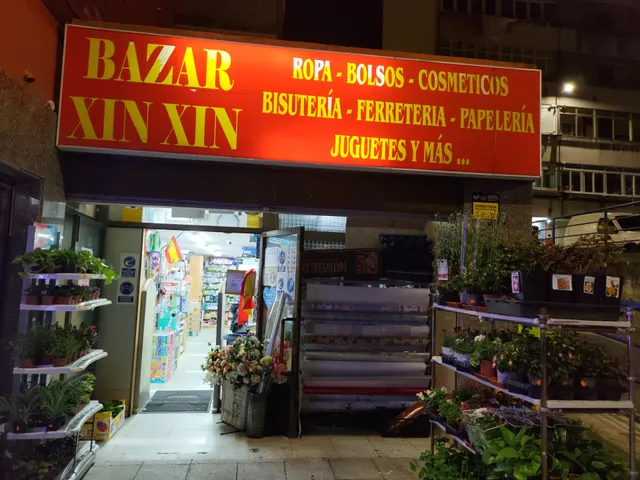 BAZAR
XIN XIN
ROPA - BOLSOS - COSMETICOS
BISUTERÍA - FERRETERIA - PAPELERÍA
JUGUETES Y MÁS ...